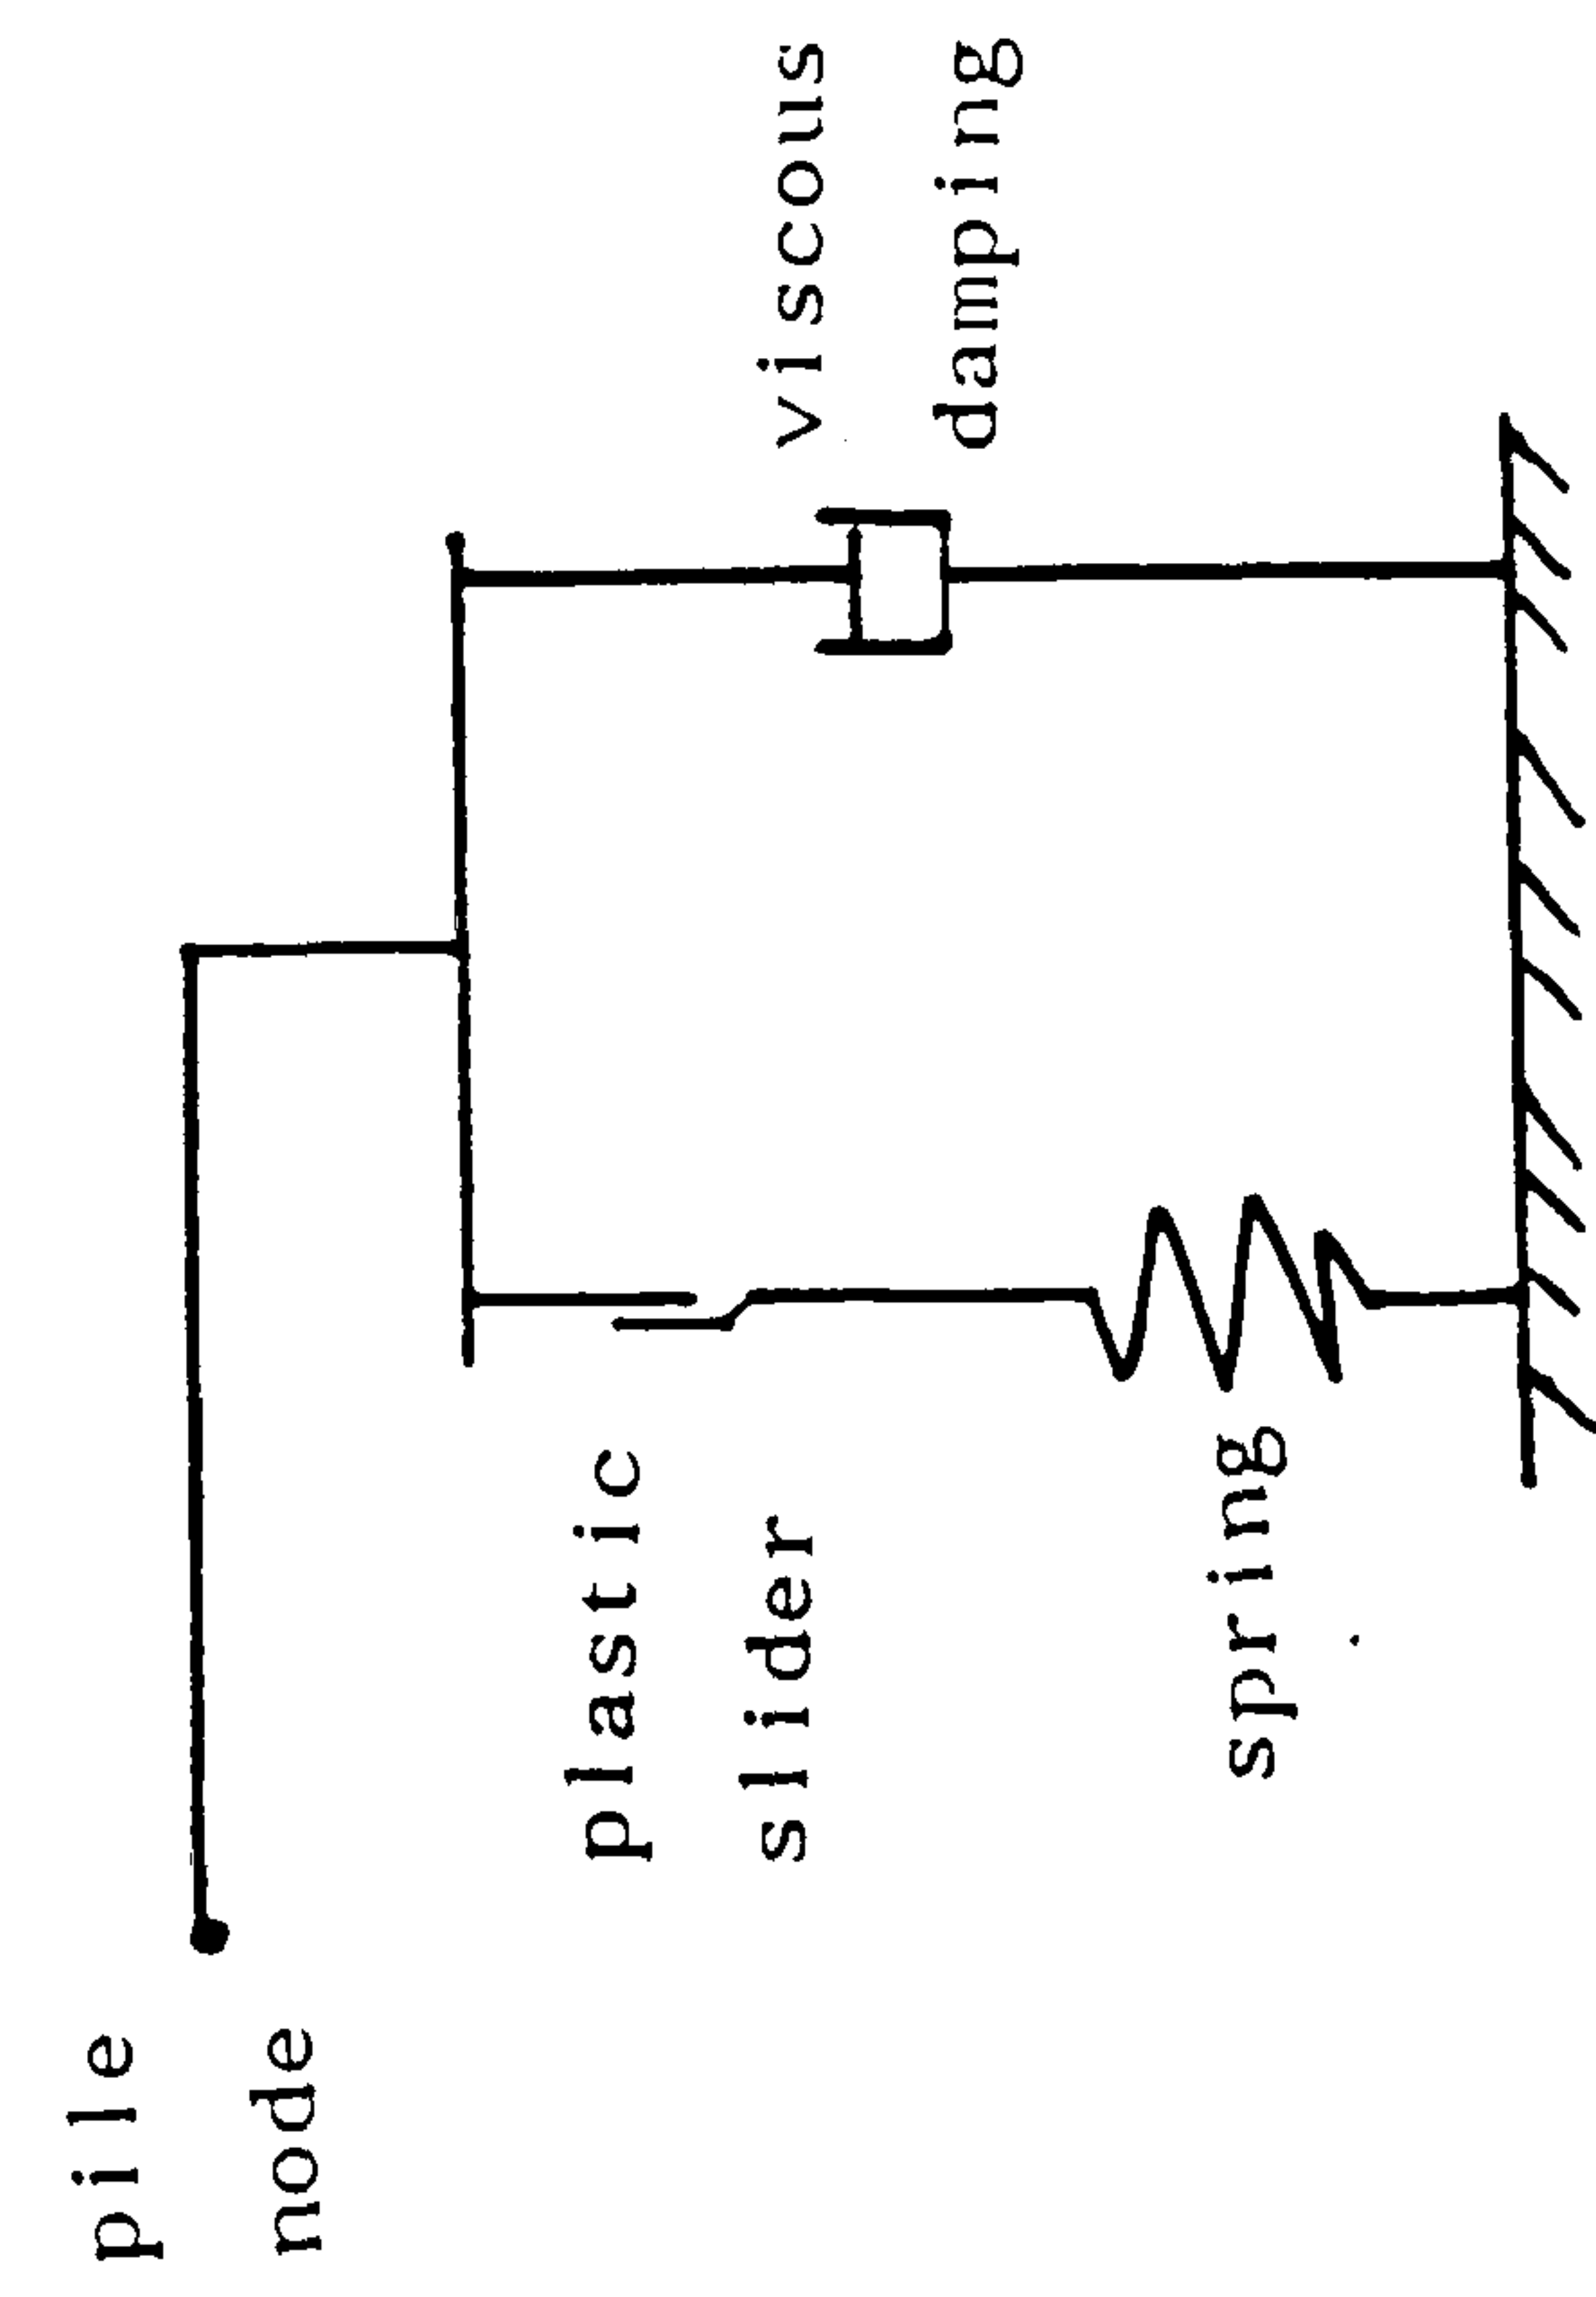 pile
node
plastic
slider
spring
viscous
damping